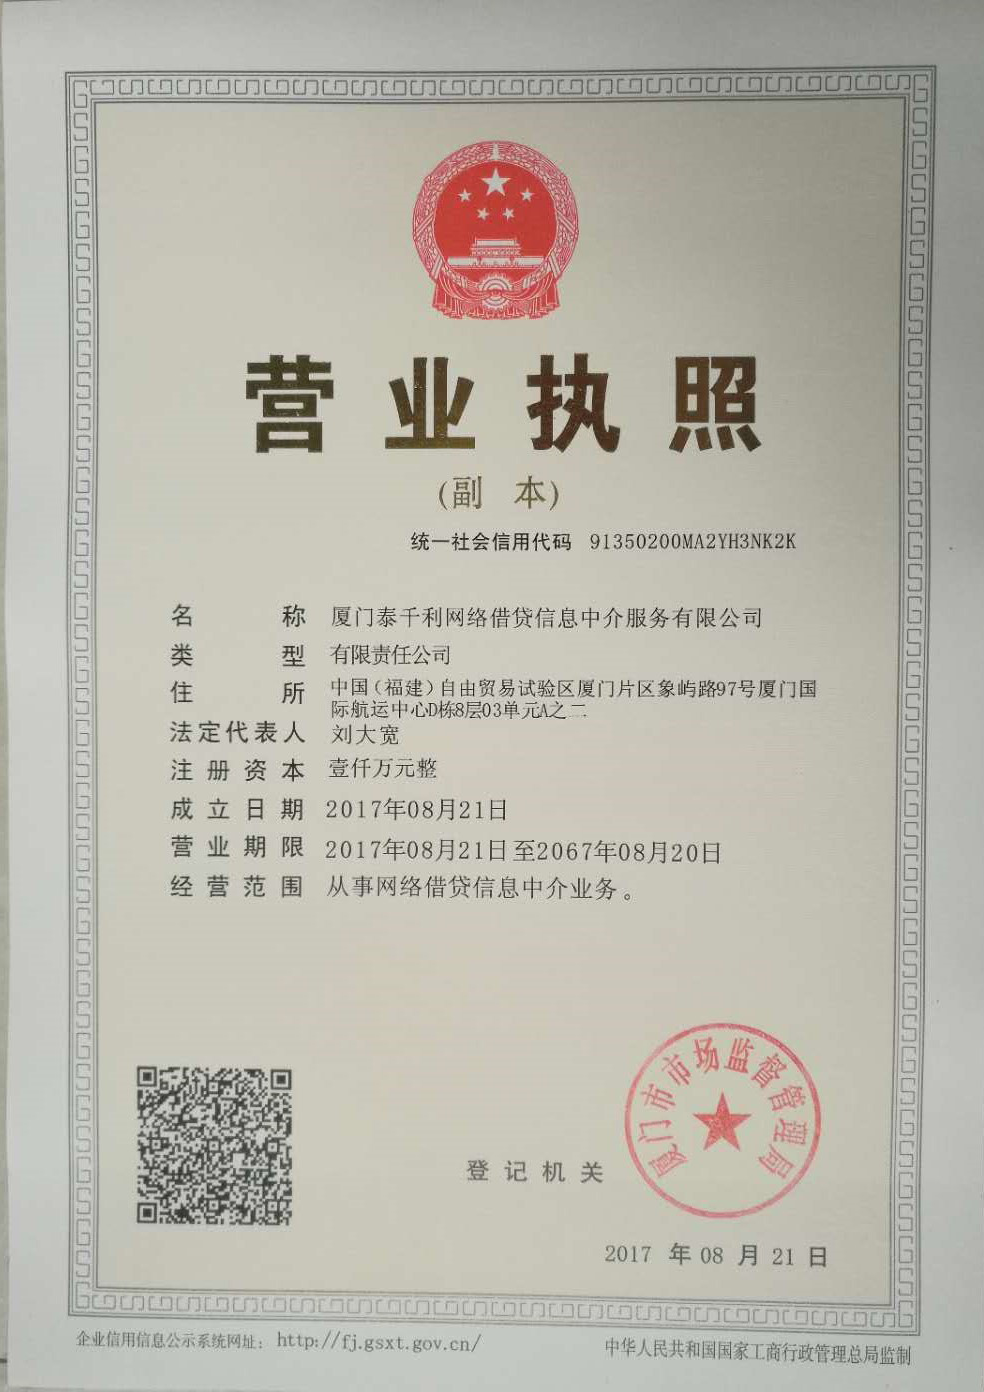 营业执照
(副 本)
统一社会信用代码 91350200MA2YH3NK2K
名 称 厦门泰千利网络借贷信息中介服务有限公司
类 型 有限责任公司
住 所 中国（福建）自由贸易试验区厦门片区象屿路97号厦门国
际航运中心D栋8层03单元A之二
法定代表人 刘大宽
注册资本 壹仟万元整
成立日期 2017年08月21日
营业期限 2017年08月21日至2067年08月20日
经营范围 从事网络借贷信息中介业务。
厦门市市场监督管理局
登记机关
2017 年 08 月 21 日
企业信用信息公示系统网址： http://fj.gsxt.gov.cn/
中华人民共和国国家工商行政管理总局监制